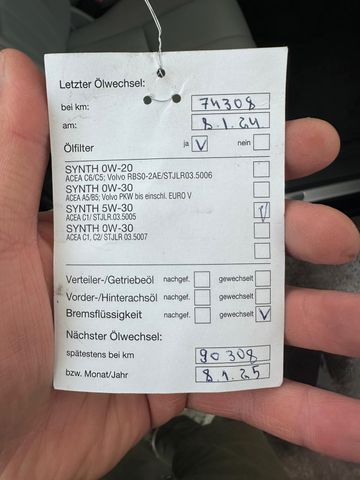 Letzter Ölwechsel:
bei km: 74308
am: 8.1.24
Ölfilter ja V nein
SYNTH 0W-20
ACEA C6/C5; Volvo RBS0-2AE/STJLR03.5006
SYNTH 0W-30
ACEA A5/B5; Volvo PKW bis einschl. EURO V
SYNTH 5W-30
ACEA C1/ STJLR 03.5005 V
SYNTH 0W-30
ACEA C1, C2/ STJLR 03.5007
Verteiler-/Getriebeöl nachgef. gewechselt
Vorder-/Hinterachsöl nachgef. gewechselt
Bremsflüssigkeit nachgef. gewechselt V
Nächster Ölwechsel:
spätestens bei km 90308
bzw. Monat/Jahr 8.1.25